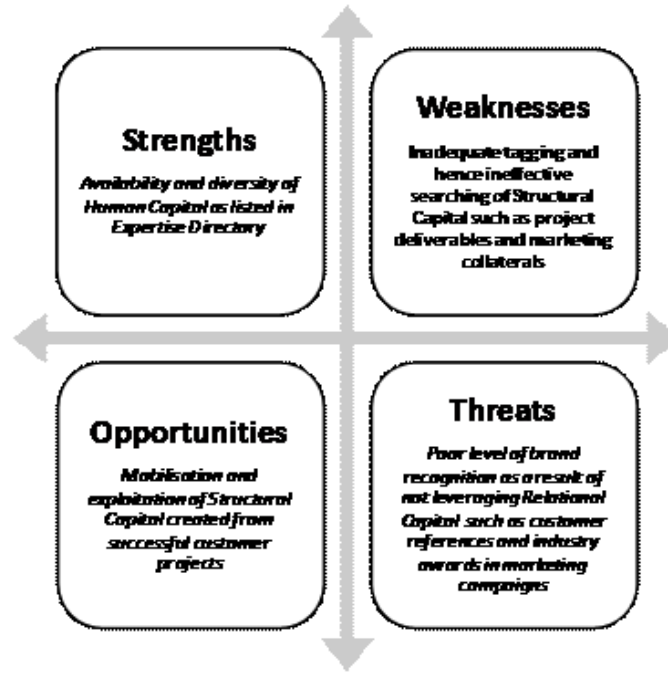 Strengths
Availability and diversity of
Human Capital as listed in
Expertise Directory
Weaknesses
Inadequate tagging and
hence ineffective
searching of Structural
Capital such as project
deliverables and marketing
collaterals
Opportunities
Mobilisation and
exploitation of Structural
Capital created from
successful customer
projects
Threats
Poor level of brand
recognition as a result of
not leveraging Relational
Capital such as customer
references and industry
awards in marketing
campaigns